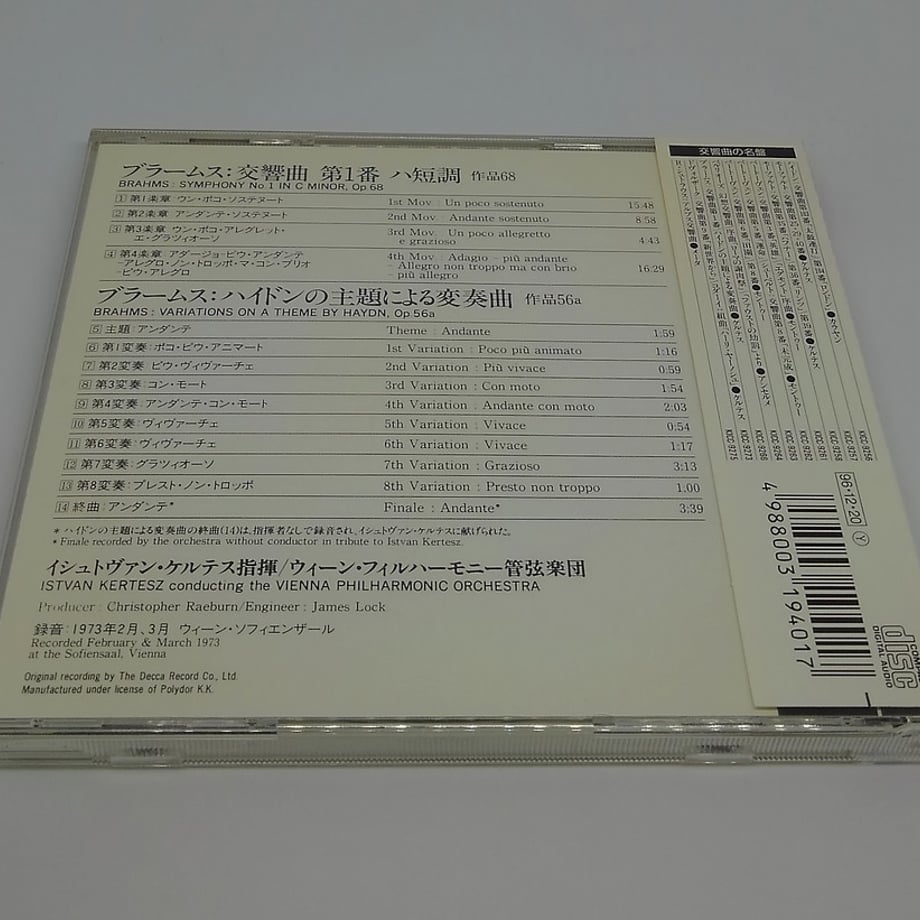 ブラームス：交響曲 第1番 ハ短調 作品68
BRAHMS : SYMPHONY No.1 IN C MINOR, Op 68
1 第1楽章 ウン・ポコ・ソステヌート 1st Mov : Un poco sostenuto 15:48
2 第2楽章 アンダンテ・ソステヌート 2nd Mov : Andante sostenuto 8:58
3 第3楽章 ウン・ポコ・アレグレット・ 3rd Mov : Un poco allegretto
エ・グラツィオーソ e grazioso 4:43
4 第4楽章 アダージョ・ピウ・アンダンテ 4th Mov : Adagio – più andante
–アレグロ・ノン・トロッポ・マ・コン・ブリオ – Allegro non troppo ma con brio 16:29
–ピウ・アレグロ – più allegro
ブラームス：ハイドンの主題による変奏曲 作品56a
BRAHMS : VARIATIONS ON A THEME BY HAYDN, Op.56a
5 主題：アンダンテ Theme : Andante 1:59
6 第1変奏：ポコ・ピウ・アニマート 1st Variation : Poco più animato 1:16
7 第2変奏：ピウ・ヴィヴァーチェ 2nd Variation : Più vivace 0:59
8 第3変奏：コン・モート 3rd Variation : Con moto 1:54
9 第4変奏：アンダンテ・コン・モート 4th Variation : Andante con moto 2:03
10 第5変奏：ヴィヴァーチェ 5th Variation : Vivace 0:54
11 第6変奏：ヴィヴァーチェ 6th Variation : Vivace 1:17
12 第7変奏：グラツィオーソ 7th Variation : Grazioso 3:13
13 第8変奏：プレスト・ノン・トロッポ 8th Variation : Presto non troppo 1:00
14 終曲：アンダンテ* Finale : Andante* 3:39
* ハイドンの主題による変奏曲の終曲(14)は、指揮者なしで録音され、イシュトヴァン・ケルテスに献げられた。
* Finale recorded by the orchestra without conductor in tribute to Istvan Kertesz.
イシュトヴァン・ケルテス指揮/ウィーン・フィルハーモニー管弦楽団
ISTVAN KERTESZ conducting the VIENNA PHILHARMONIC ORCHESTRA
Producer : Christopher Raeburn/Engineer : James Lock
録音：1973年2月、3月 ウィーン・ソフィエンザール
Recorded February & March 1973
at the Sofiensaal, Vienna
Original recording by The Decca Record Co., Ltd.
Manufactured under license of Polydor K.K.
交響曲の名盤
KICC 9256
KICC 9257
KICC 9258
KICC 9261
KICC 9262
KICC 9263
KICC 9264
KICC 9266
KICC 9273
KICC 9275
96·12·20
Y
4 988003 194017
COMPACT
disc
DIGITAL AUDIO